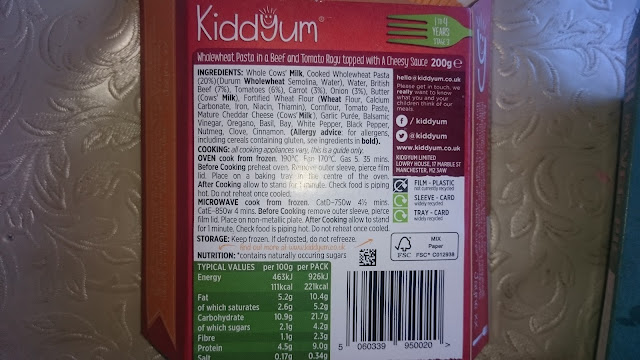 Kiddyum®
1 to 4
YEARS
Wholewheat Pasta in a Beef and Tomato Ragu topped with A Cheesy Sauce 200g e
INGREDIENTS: Whole Cows' Milk, Cooked Wholewheat Pasta
(20%)(Durum Wholewheat Semolina, Water), Water, British
Beef (7%), Tomatoes (6%), Carrot (3%), Onion (3%), Butter
(Cows' Milk), Fortified Wheat Flour (Wheat Flour, Calcium
Carbonate, Iron, Niacin, Thiamin), Cornflour, Tomato Paste,
Mature Cheddar Cheese (Cows' Milk), Garlic Purée, Balsamic
Vinegar, Oregano, Basil, Bay, White Pepper, Black Pepper,
Nutmeg, Clove, Cinnamon. (Allergy advice: for allergens,
including cereals containing gluten, see ingredients in bold).
COOKING: all cooking appliances vary, this is a guide only.
OVEN cook from frozen. 190°C Fan 170°C Gas 5. 35 mins.
Before Cooking preheat oven. Remove outer sleeve, pierce film
lid. Place on a baking tray in the centre of the oven.
After Cooking allow to stand for 1 minute. Check food is piping
hot. Do not reheat once cooled.
MICROWAVE cook from frozen. CatD-750w 4½ mins.
CatE-850w 4 mins. Before Cooking remove outer sleeve, pierce
film lid. Place on non-metallic plate. After Cooking allow to stand
for 1 minute. Check food is piping hot. Do not reheat once cooled.
STORAGE: Keep frozen. If defrosted, do not refreeze.
find out more at www.kiddyum.co.uk
NUTRITION: *contains naturally occuring sugars
TYPICAL VALUES per 100g per PACK
Energy 463kJ 926kJ
111kcal 221kcal
Fat 5.2g 10.4g
of which saturates 2.6g 5.2g
Carbohydrate 10.9g 21.7g
of which sugars 2.1g 4.2g
Fibre 1.1g 2.3g
Protein 4.5g 9.0g
Salt 0.17g 0.34g
hello@kiddyum.co.uk
Please get in touch, we
really want to know
what you and your
children think of our
meals.
/kiddyum
@kiddyum
www.kiddyum.co.uk
KIDDYUM LIMITED
LOWRY HOUSE, 17 MARBLE ST
MANCHESTER, M2 3AW
FILM - PLASTIC
not currently recycled
SLEEVE - CARD
widely recycled
TRAY - CARD
widely recycled
FSC
MIX
Paper
FSC® C012938
5 060339 950020 >